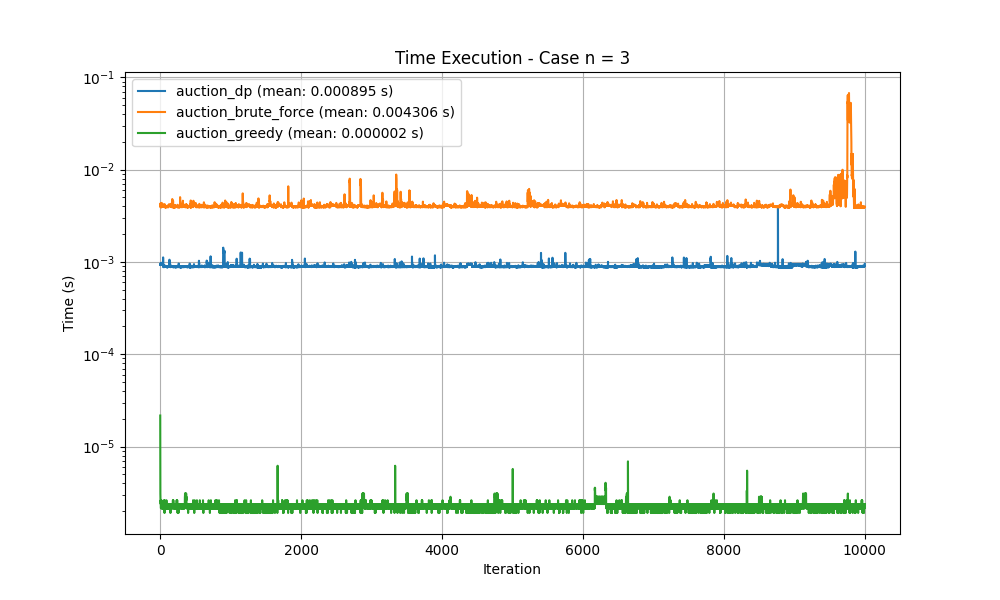 Time Execution - Case n = 3
auction_dp (mean: 0.000895 s)
auction_brute_force (mean: 0.004306 s)
auction_greedy (mean: 0.000002 s)
10⁻¹
10⁻²
10⁻³
10⁻⁴
10⁻⁵
Time (s)
0 2000 4000 6000 8000 10000
Iteration